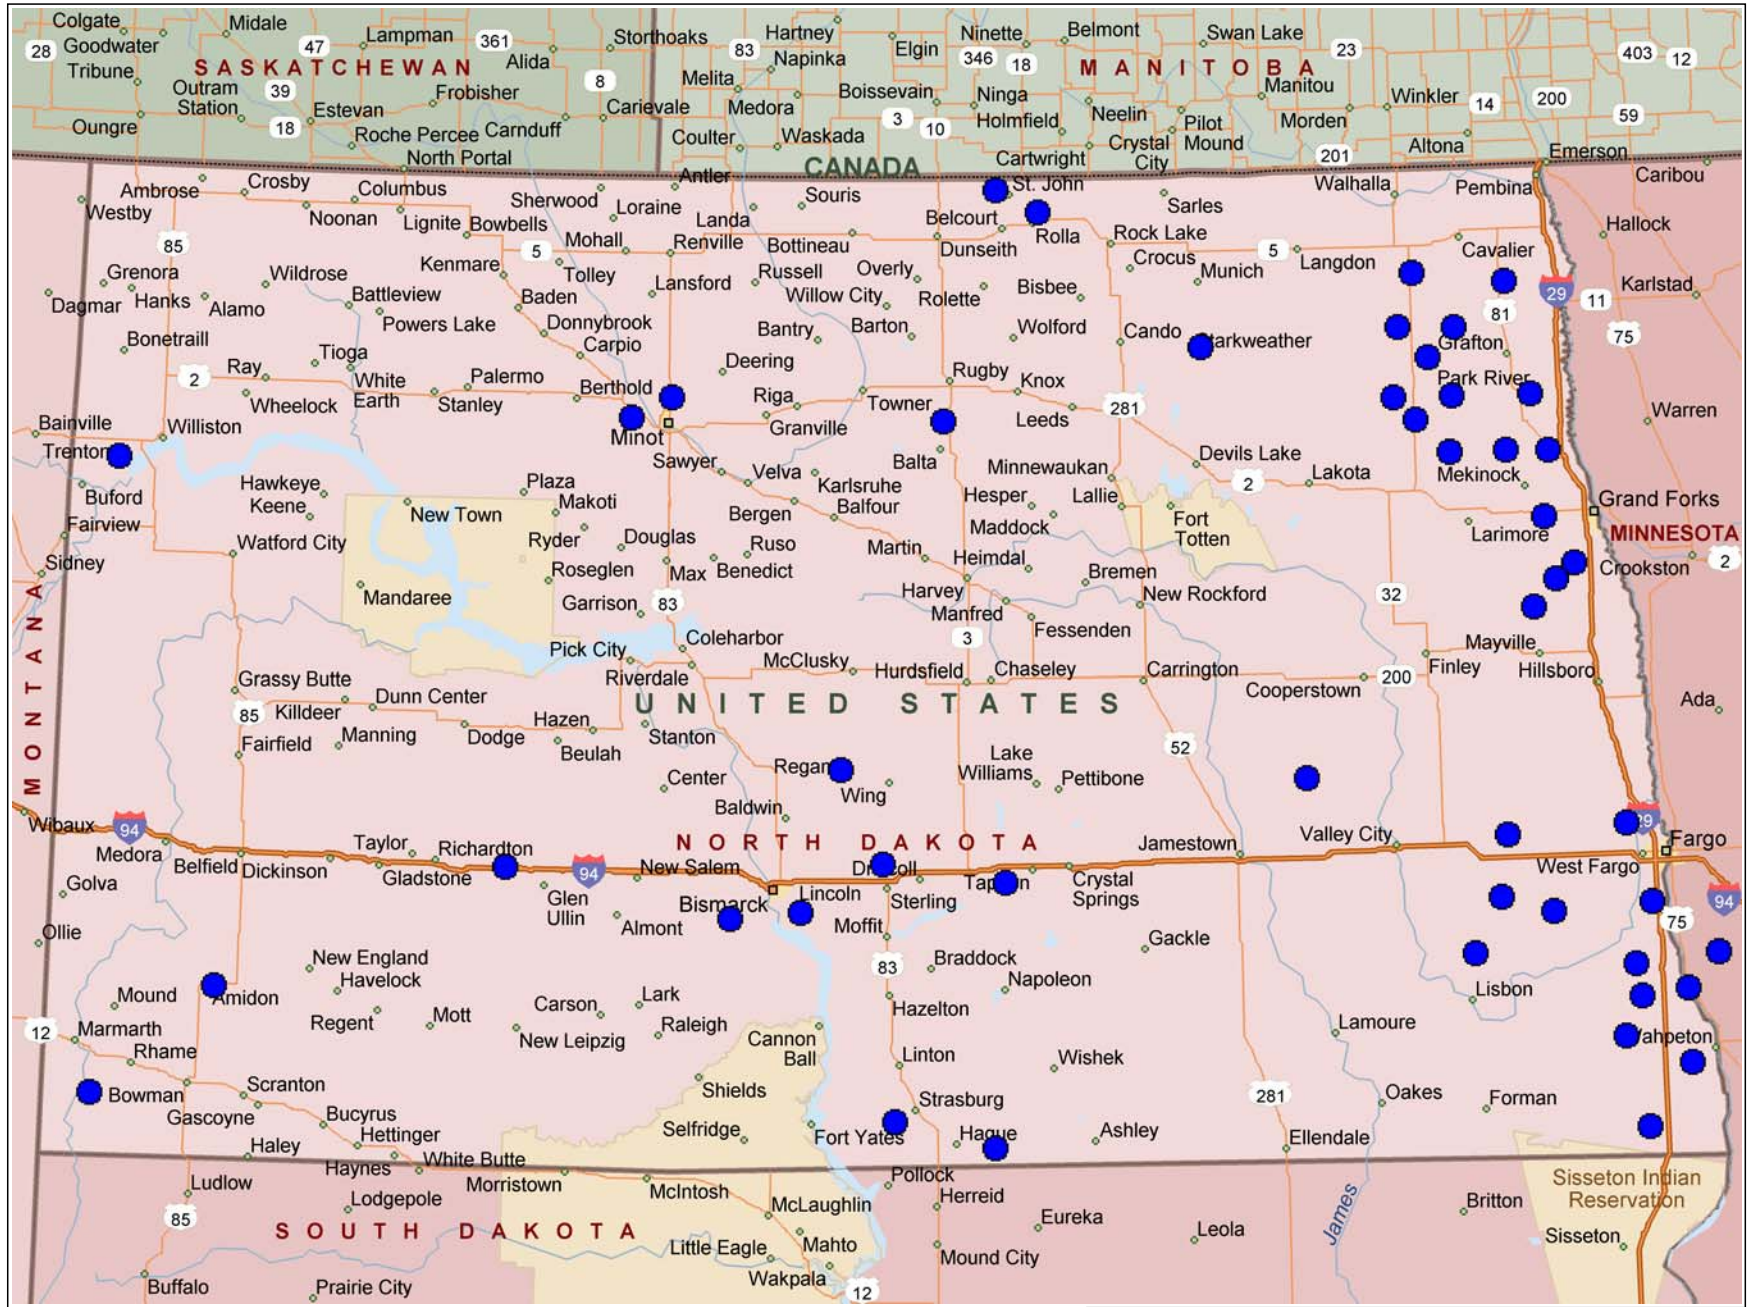 Colgate
Midale
Lampman
361
Storthoaks
83
Hartney
Elgin
Ninette
Belmont
Swan Lake
23
403
12
28
Goodwater
47
Alida
Napinka
346
18
Tribune
SASKATCHEWAN
8
Melita
MANITOBA
Outram
Station
39
Frobisher
Carievale
Medora
Boissevain
Ninga
Manitou
Winkler
14
200
59
Oungre
18
Estevan
Roche Percee
Carnduff
Coulter
Waskada
3
10
Holmfield
Neelin
Pilot
Mound
Morden
Altona
North Portal
CANADA
Cartwright
Crystal
City
201
Emerson
Ambrose
Crosby
Columbus
Sherwood
Antler
Souris
St. John
Walhalla
Pembina
Caribou
Westby
Noonan
Lignite
Bowbells
Loraine
Landa
Belcourt
Sarles
Hallock
85
5
Mohall
Renville
Bottineau
Dunseith
Rolla
Rock Lake
5
Langdon
Cavalier
Grenora
Wildrose
Kenmare
Tolley
Lansford
Russell
Overly
Crocus
Munich
29
11
Karlstad
Dagmar
Hanks
Alamo
Battleview
Baden
Willow City
Rolette
Bisbee
81
75
Bonetraill
Powers Lake
Donnybrook
Bantry
Barton
Wolford
Cando
tarkweather
Grafton
Tioga
Carpio
Deering
2
Ray
White
Earth
Palermo
Berthold
Riga
Rugby
Knox
Park River
Wheelock
Stanley
Towner
Leeds
281
Warren
Bainville
Williston
Minot
Granville
Trenton
Sawyer
Velva
Balta
Minnewaukan
Devils Lake
Lakota
Mekinock
Buford
Hawkeye
Keene
Plaza
Makoti
Karlsruhe
Hesper
Lallie
2
Grand Forks
Fairview
New Town
Bergen
Balfour
Maddock
Fort
Totten
Larimore
MINNESOTA
Watford City
Ryder
Douglas
Ruso
Martin
Heimdal
Crookston
2
Sidney
Roseglen
Max
Benedict
Bremen
Mandaree
Garrison
83
Harvey
New Rockford
32
MONTANA
Manfred
Fessenden
Pick City
Coleharbor
3
Mayville
Grassy Butte
Riverdale
McClusky
Hurdsfield
Chaseley
Carrington
Finley
Hillsboro
Killdeer
Dunn Center
UNITED STATES
Cooperstown
200
Ada
85
Hazen
Fairfield
Manning
Dodge
Beulah
Stanton
52
Center
Regan
Lake
Williams
Pettibone
Wing
Baldwin
Wibaux
94
Taylor
Richardton
NORTH DAKOTA
Jamestown
Valley City
29
Fargo
Medora
Belfield
Dickinson
Gladstone
94
New Salem
West Fargo
Golva
Glen
Ullin
Bismarck
Lincoln
Sterling
Crystal
Springs
94
Ollie
Almont
Moffit
75
New England
Gackle
Havelock
83
Braddock
Mound
Amidon
Carson
Lark
Napoleon
Lisbon
12
Marmarth
Regent
Mott
New Leipzig
Raleigh
Hazelton
Lamoure
Rhame
Cannon
Ball
Linton
Wishek
Wahpeton
Bowman
Scranton
Shields
281
Oakes
Forman
Gascoyne
Bucyrus
Strasburg
Haley
Hettinger
Selfridge
Fort Yates
Hague
Ashley
Ellendale
Haynes
White Butte
Ludlow
Lodgepole
Morristown
McIntosh
Pollock
Herreid
Sisseton Indian
Reservation
85
SOUTH DAKOTA
McLaughlin
Eureka
Leola
James
Britton
Little Eagle
Mahto
Mound City
Sisseton
Buffalo
Prairie City
Wakpala
12